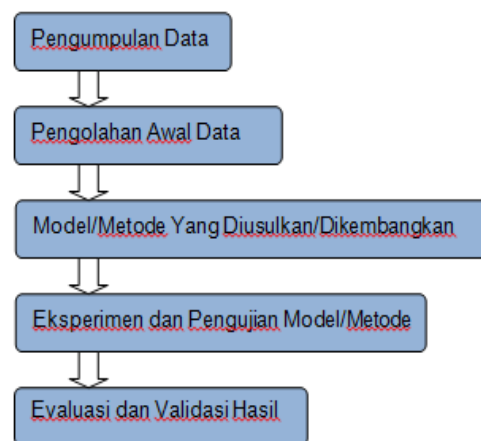 Pengumpulan Data
Pengolahan Awal Data
Model/Metode Yang Diusulkan/Dikembangkan
Eksperimen dan Pengujian Model/Metode
Evaluasi dan Validasi Hasil